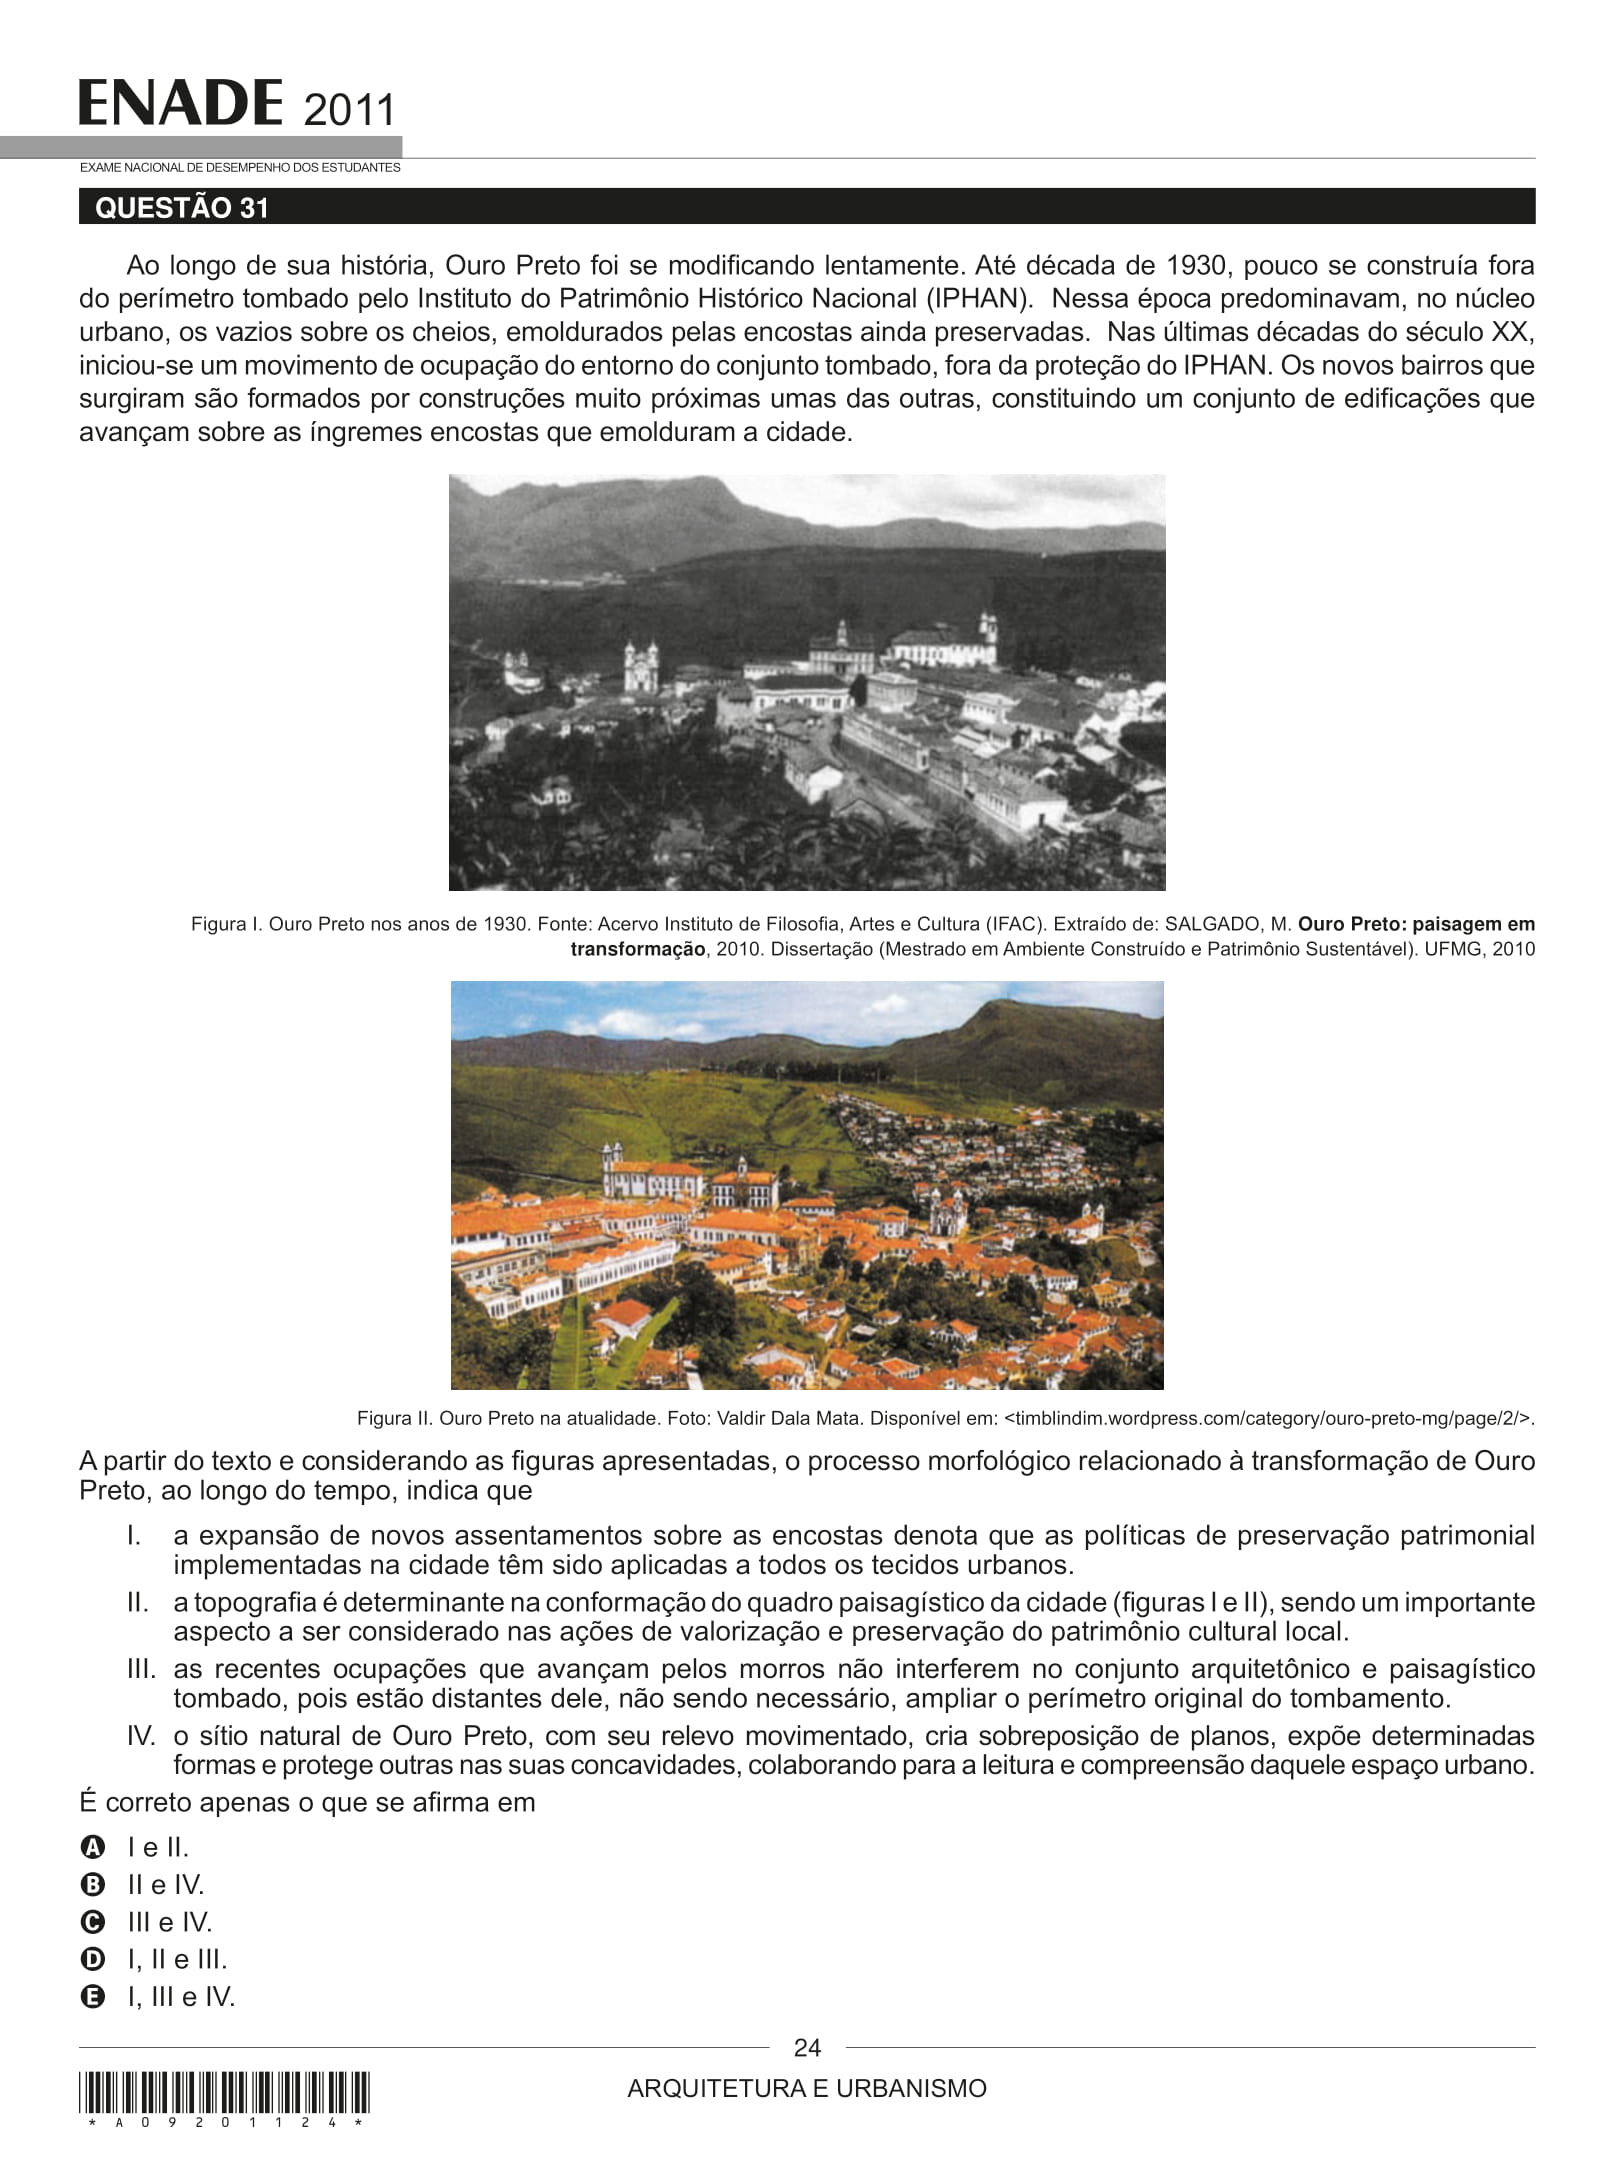 ENADE 2011
EXAME NACIONAL DE DESEMPENHO DOS ESTUDANTES
QUESTÃO 31
Ao longo de sua história, Ouro Preto foi se modificando lentamente. Até década de 1930, pouco se construía fora
do perímetro tombado pelo Instituto do Patrimônio Histórico Nacional (IPHAN). Nessa época predominavam, no núcleo
urbano, os vazios sobre os cheios, emoldurados pelas encostas ainda preservadas. Nas últimas décadas do século XX,
iniciou-se um movimento de ocupação do entorno do conjunto tombado, fora da proteção do IPHAN. Os novos bairros que
surgiram são formados por construções muito próximas umas das outras, constituindo um conjunto de edificações que
avançam sobre as íngremes encostas que emolduram a cidade.
Figura I. Ouro Preto nos anos de 1930. Fonte: Acervo Instituto de Filosofia, Artes e Cultura (IFAC). Extraído de: SALGADO, M. Ouro Preto: paisagem em
transformação, 2010. Dissertação (Mestrado em Ambiente Construído e Patrimônio Sustentável). UFMG, 2010
Figura II. Ouro Preto na atualidade. Foto: Valdir Dala Mata. Disponível em: <timblindim.wordpress.com/category/ouro-preto-mg/page/2/>.
A partir do texto e considerando as figuras apresentadas, o processo morfológico relacionado à transformação de Ouro
Preto, ao longo do tempo, indica que
I. a expansão de novos assentamentos sobre as encostas denota que as políticas de preservação patrimonial
implementadas na cidade têm sido aplicadas a todos os tecidos urbanos.
II. a topografia é determinante na conformação do quadro paisagístico da cidade (figuras I e II), sendo um importante
aspecto a ser considerado nas ações de valorização e preservação do patrimônio cultural local.
III. as recentes ocupações que avançam pelos morros não interferem no conjunto arquitetônico e paisagístico
tombado, pois estão distantes dele, não sendo necessário, ampliar o perímetro original do tombamento.
IV. o sítio natural de Ouro Preto, com seu relevo movimentado, cria sobreposição de planos, expõe determinadas
formas e protege outras nas suas concavidades, colaborando para a leitura e compreensão daquele espaço urbano.
É correto apenas o que se afirma em
A I e II.
B II e IV.
C III e IV.
D I, II e III.
E I, III e IV.
24
ARQUITETURA E URBANISMO
* A 0 9 2 0 1 1 2 4 *